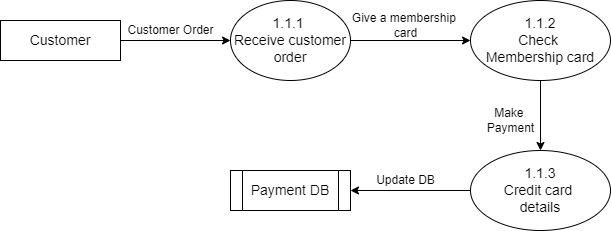 Customer
Customer Order
1.1.1
Receive customer
order
Give a membership
card
1.1.2
Check
Membership card
Make
Payment
1.1.3
Credit card
details
Update DB
Payment DB